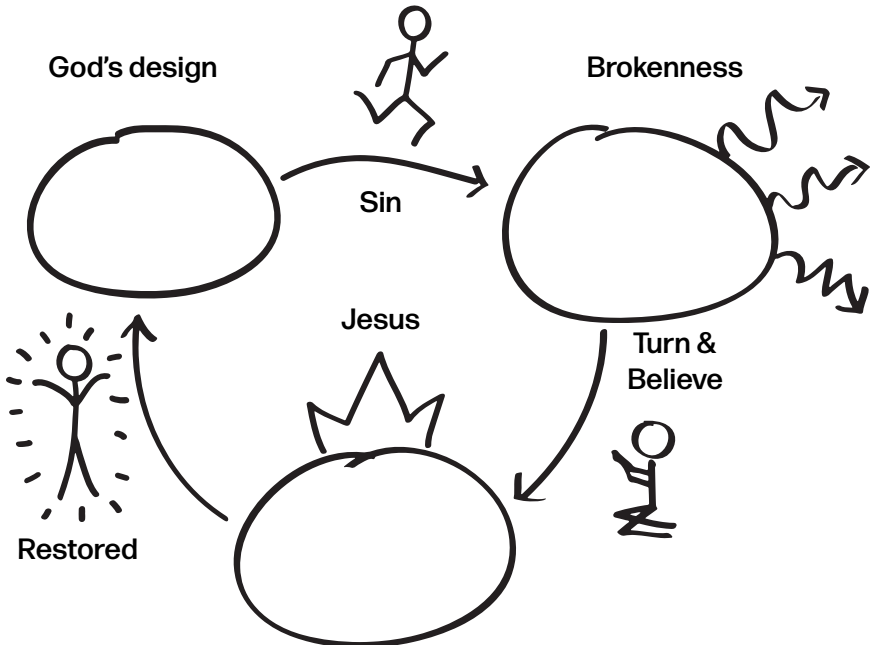 God's design
Brokenness
Sin
Jesus
Turn &
Believe
Restored